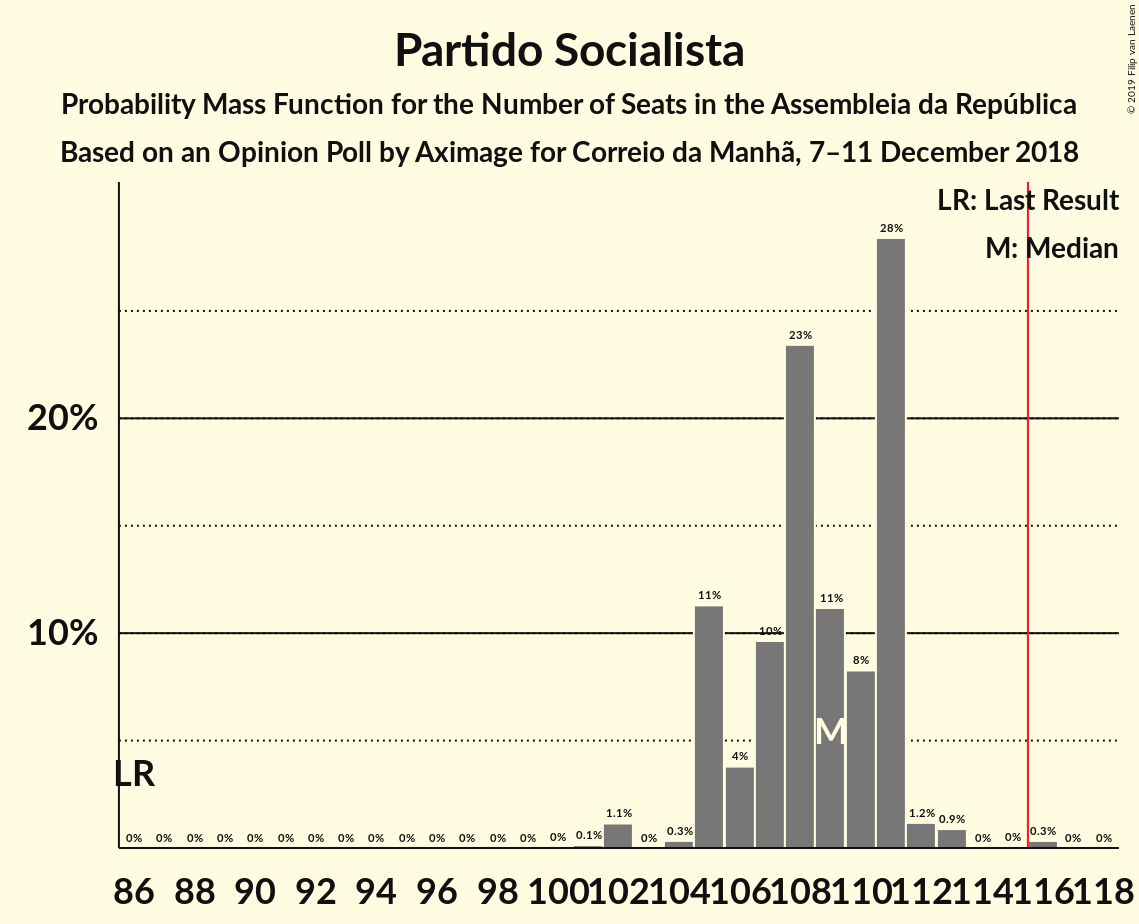 Partido Socialista
Probability Mass Function for the Number of Seats in the Assembleia da República
Based on an Opinion Poll by Aximage for Correio da Manhã, 7–11 December 2018
© 2019 Filip van Laenen
LR: Last Result
M: Median
20%
10%
LR
M
0% 0% 0% 0% 0% 0% 0% 0% 0% 0% 0% 0% 0% 0% 0% 0.1% 1.1% 0% 0.3% 11% 4% 10% 23% 11% 8% 28% 1.2% 0.9% 0% 0% 0.3% 0% 0%
86 88 90 92 94 96 98 100 102 104 106 108 110 112 114 116 118